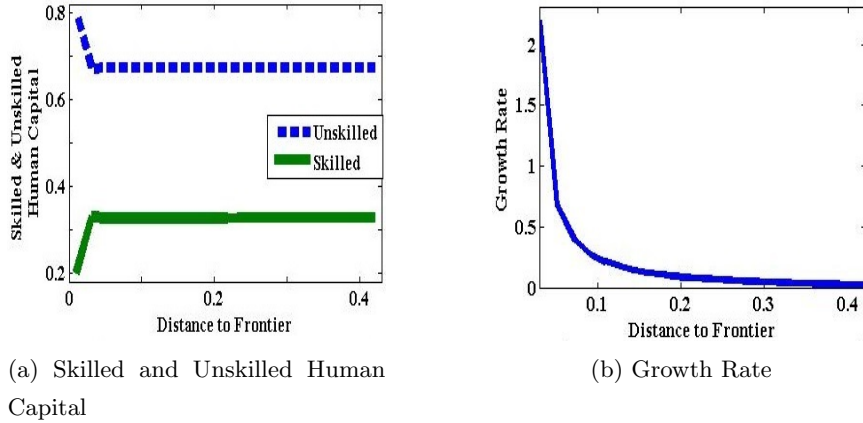 0.8
0.6
0.4
0.2
0
0.2
0.4
Skilled & Unskilled
Human Capital
Unskilled
Skilled
Distance to Frontier
(a) Skilled and Unskilled Human
Capital
2
1.5
1
0.5
0
0.1
0.2
0.3
0.4
Growth Rate
Distance to Frontier
(b) Growth Rate